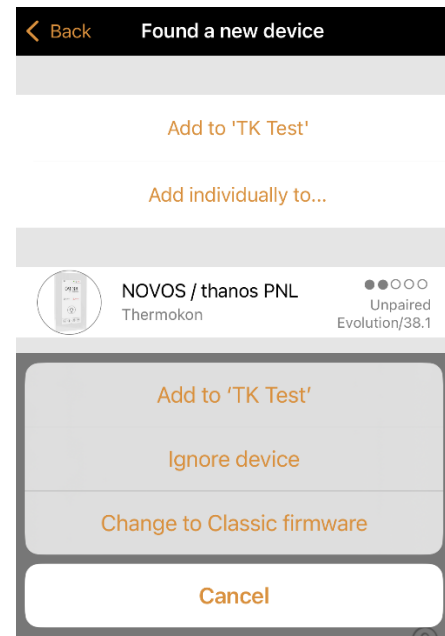 Back
Found a new device
Add to 'TK Test'
Add individually to...
NOVOS / thanos PNL
Thermokon
Unpaired
Evolution/38.1
Add to ‘TK Test’
Ignore device
Change to Classic firmware
Cancel